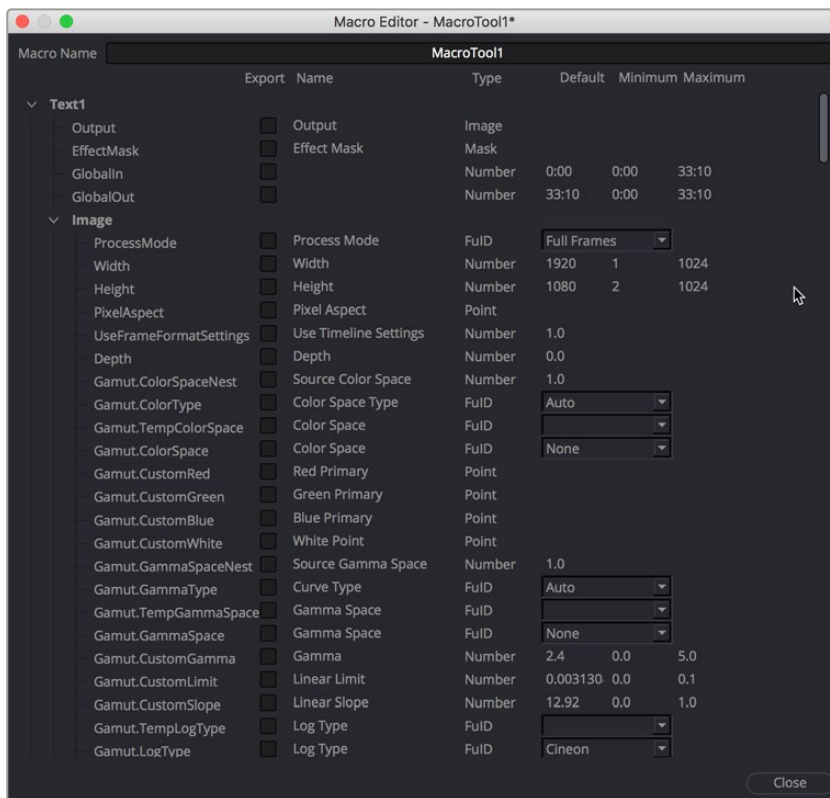 Macro Editor - MacroTool1*
Macro Name MacroTool1
Export Name Type Default Minimum Maximum
Text1
Output Output Image
EffectMask Effect Mask Mask
GlobalIn Number 0:00 0:00 33:10
GlobalOut Number 33:10 0:00 33:10
Image
ProcessMode Process Mode FuID Full Frames
Width Width Number 1920 1 1024
Height Height Number 1080 2 1024
PixelAspect Pixel Aspect Point
UseFrameFormatSettings Use Timeline Settings Number 1.0
Depth Depth Number 0.0
Gamut.ColorSpaceNest Source Color Space Number 1.0
Gamut.ColorType Color Space Type FuID Auto
Gamut.TempColorSpace Color Space FuID
Gamut.ColorSpace Color Space FuID None
Gamut.CustomRed Red Primary Point
Gamut.CustomGreen Green Primary Point
Gamut.CustomBlue Blue Primary Point
Gamut.CustomWhite White Point Point
Gamut.GammaSpaceNest Source Gamma Space Number 1.0
Gamut.GammaType Curve Type FuID Auto
Gamut.TempGammaSpace Gamma Space FuID
Gamut.GammaSpace Gamma Space FuID None
Gamut.CustomGamma Gamma Number 2.4 0.0 5.0
Gamut.CustomLimit Linear Limit Number 0.003130 0.0 0.1
Gamut.CustomSlope Linear Slope Number 12.92 0.0 1.0
Gamut.TempLogType Log Type FuID
Gamut.LogType Log Type FuID Cineon
Close